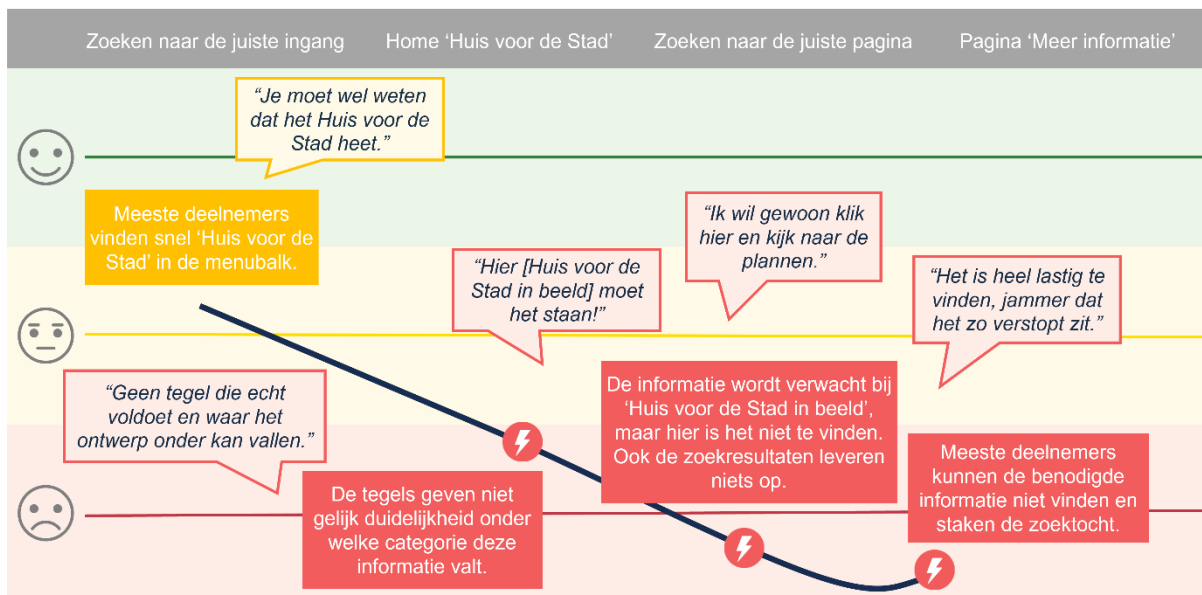 Zoeken naar de juiste ingang
Home ‘Huis voor de Stad’
Zoeken naar de juiste pagina
Pagina ‘Meer informatie’
“Je moet wel weten
dat het Huis voor de
Stad heet.”
Meeste deelnemers
vinden snel ‘Huis voor de
Stad’ in de menubalk.
“Geen tegel die echt
voldoet en waar het
ontwerp onder kan vallen.”
De tegels geven niet
gelijk duidelijkheid onder
welke categorie deze
informatie valt.
“Hier [Huis voor de
Stad in beeld] moet
het staan!”
“Ik wil gewoon klik
hier en kijk naar de
plannen.”
De informatie wordt verwacht bij
‘Huis voor de Stad in beeld’,
maar hier is het niet te vinden.
Ook de zoekresultaten leveren
niets op.
“Het is heel lastig te
vinden, jammer dat
het zo verstopt zit.”
Meeste deelnemers
kunnen de benodigde
informatie niet vinden en
staken de zoektocht.